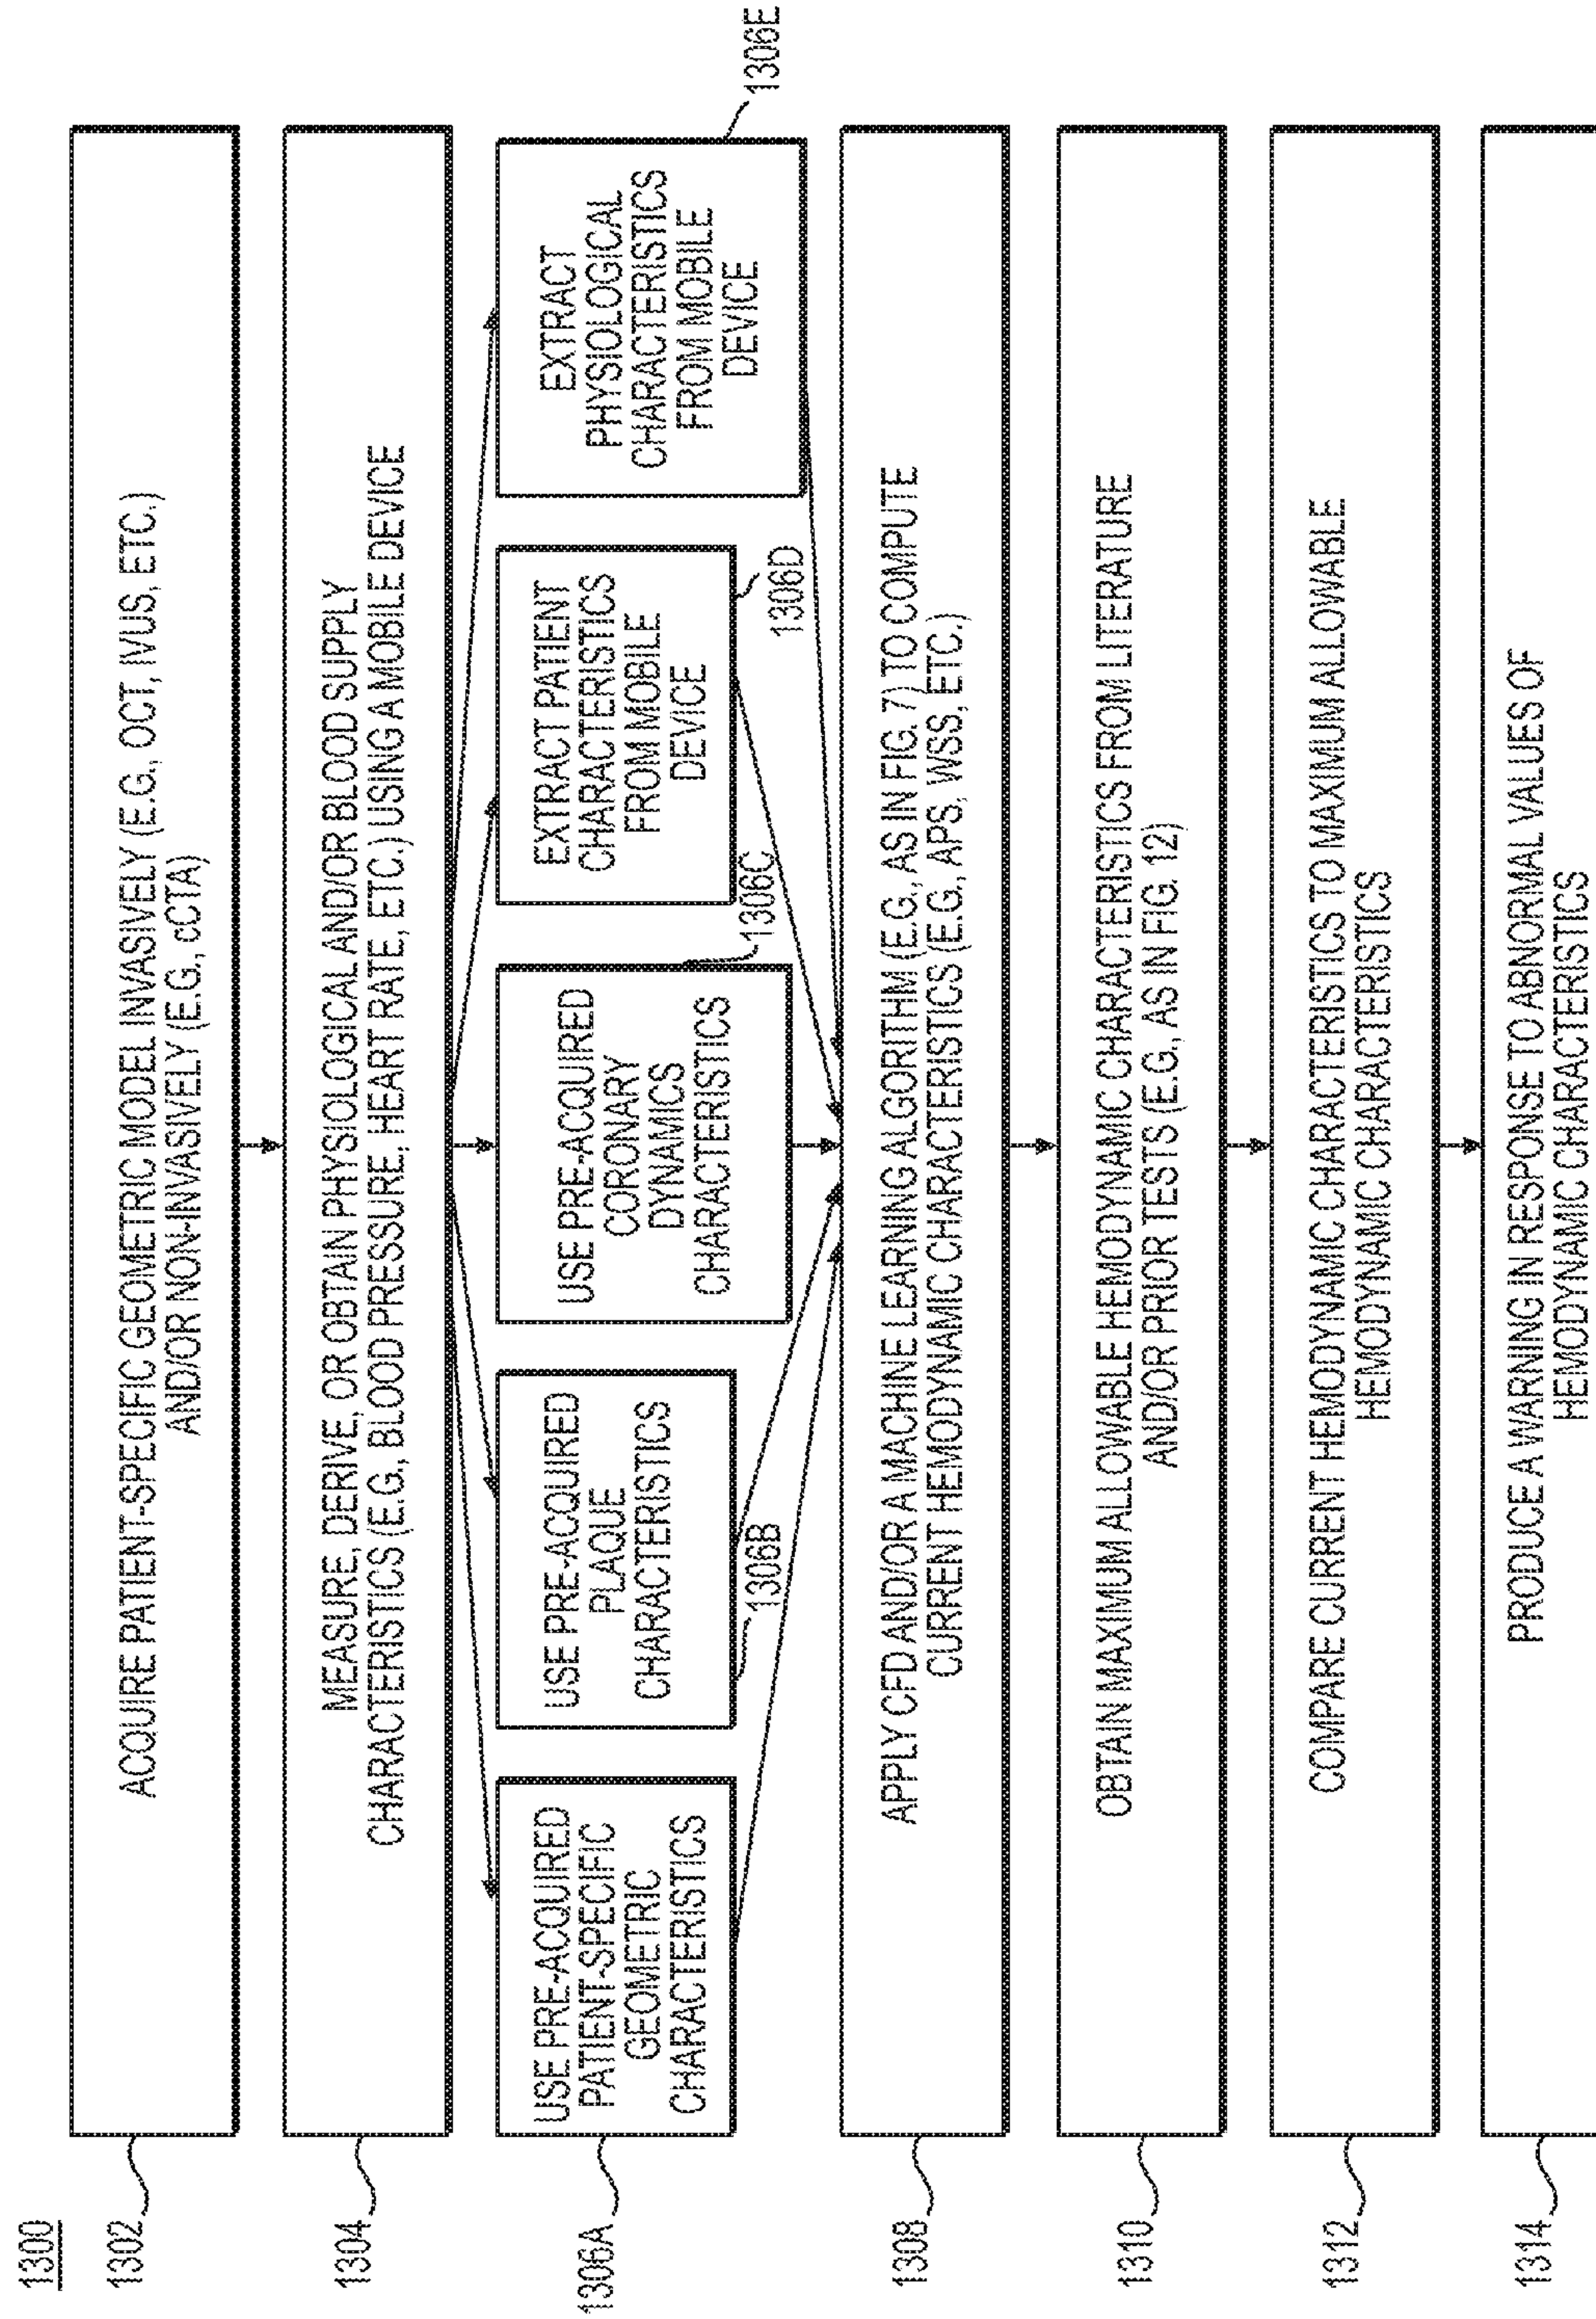 1300
1302
ACQUIRE PATIENT-SPECIFIC GEOMETRIC MODEL INVASIVELY (E.G., OCT, IVUS, ETC.)
AND/OR NON-INVASIVELY (E.G., cCTA)
1304
MEASURE, DERIVE, OR OBTAIN PHYSIOLOGICAL AND/OR BLOOD SUPPLY
CHARACTERISTICS (E.G., BLOOD PRESSURE, HEART RATE, ETC.) USING A MOBILE DEVICE
1306A
USE PRE-ACQUIRED
PATIENT-SPECIFIC
GEOMETRIC
CHARACTERISTICS
USE PRE-ACQUIRED
PLAQUE
CHARACTERISTICS
1306B
USE PRE-ACQUIRED
CORONARY
DYNAMICS
CHARACTERISTICS
1306C
EXTRACT PATIENT
CHARACTERISTICS
FROM MOBILE
DEVICE
1306D
EXTRACT
PHYSIOLOGICAL
CHARACTERISTICS
FROM MOBILE
DEVICE
1306E
1308
APPLY CFD AND/OR A MACHINE LEARNING ALGORITHM (E.G., AS IN FIG. 7) TO COMPUTE
CURRENT HEMODYNAMIC CHARACTERISTICS (E.G., APS, WSS, ETC.)
1310
OBTAIN MAXIMUM ALLOWABLE HEMODYNAMIC CHARACTERISTICS FROM LITERATURE
AND/OR PRIOR TESTS (E.G., AS IN FIG. 12)
1312
COMPARE CURRENT HEMODYNAMIC CHARACTERISTICS TO MAXIMUM ALLOWABLE
HEMODYNAMIC CHARACTERISTICS
1314
PRODUCE A WARNING IN RESPONSE TO ABNORMAL VALUES OF
HEMODYNAMIC CHARACTERISTICS